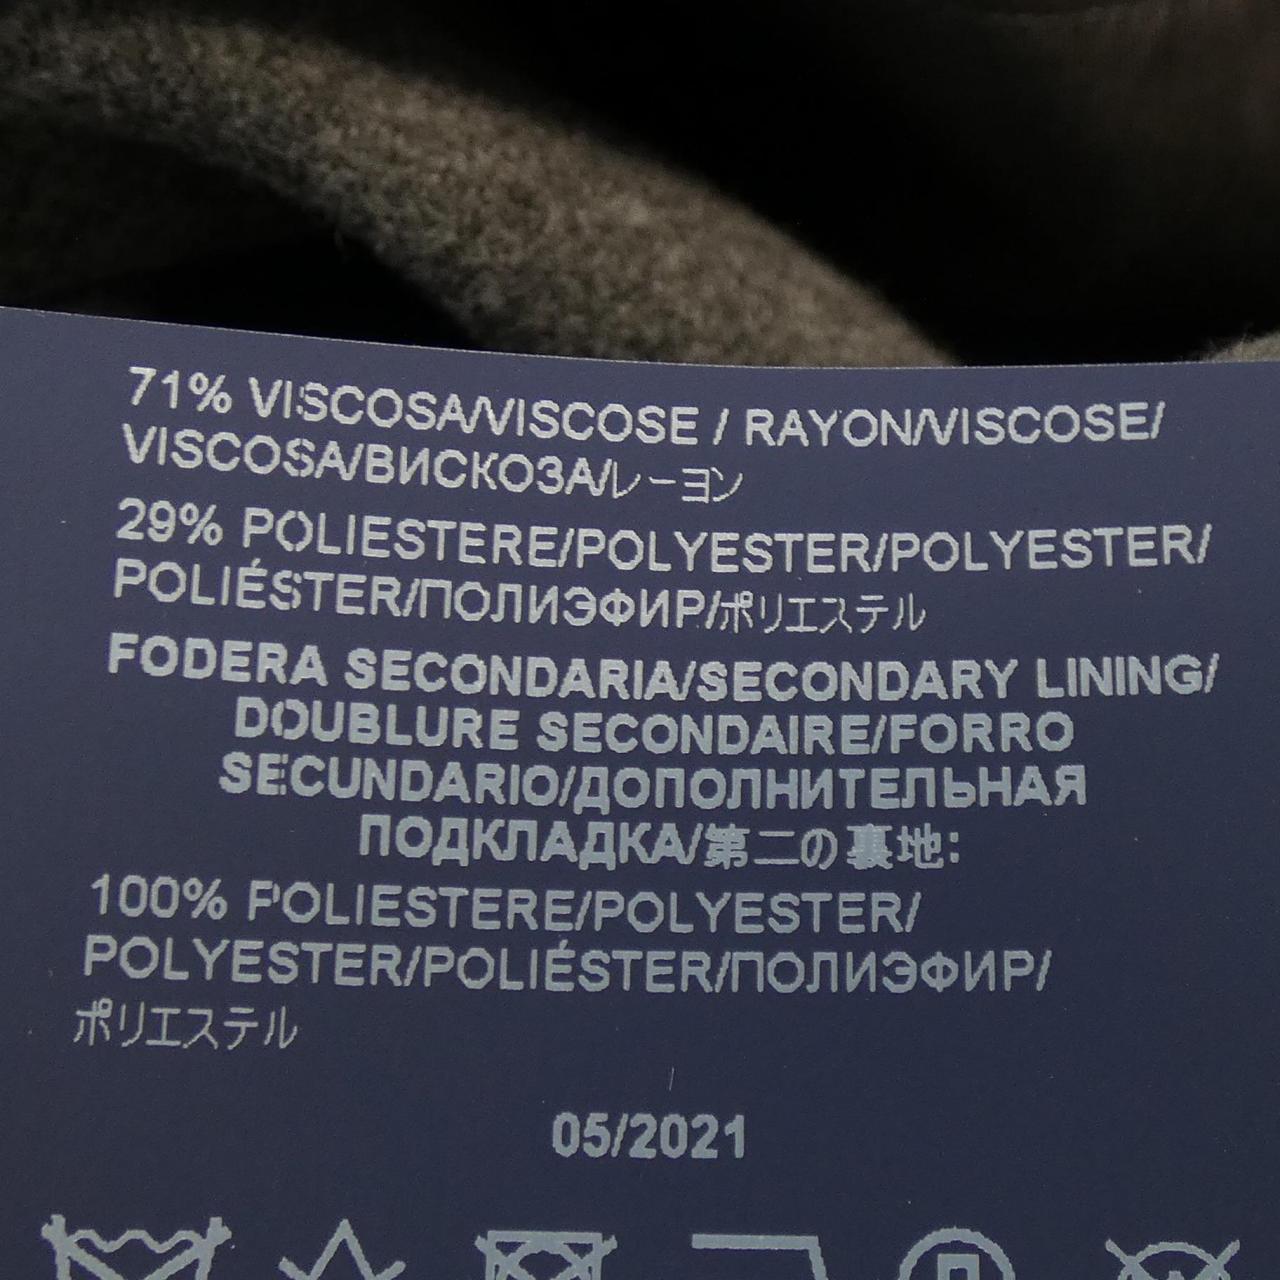 71% VISCOSA/VISCOSE / RAYON/VISCOSE/
VISCOSA/ВИСКОЗА/レーヨン
29% POLIESTERE/POLYESTER/POLYESTER/
POLIÉSTER/ПОЛИЭФИР/ポリエステル
FODERA SECONDARIA/SECONDARY LINING/
DOUBLURE SECONDAIRE/FORRO
SECUNDARIO/ДОПОЛНИТЕЛЬНАЯ
ПОДКЛАДКА/第二の裏地:
100% POLIESTERE/POLYESTER/
POLYESTER/POLIÉSTER/ПОЛИЭФИР/
ポリエステル
05/2021